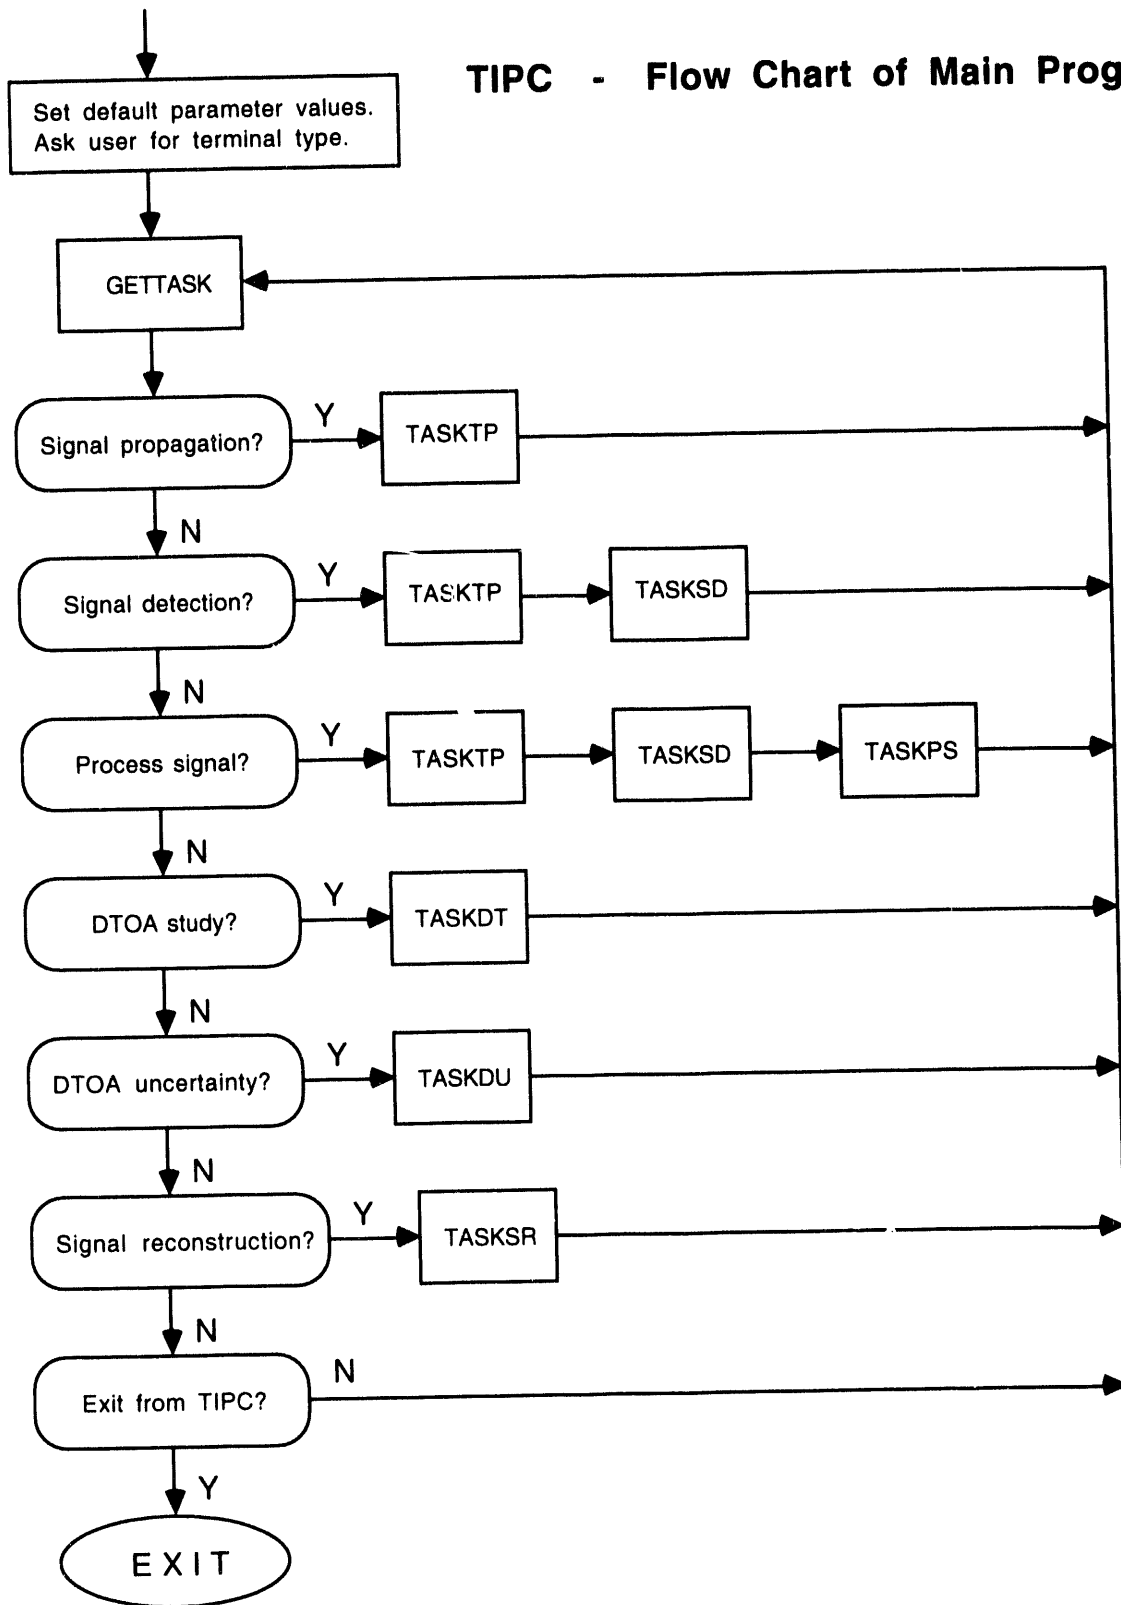 TIPC - Flow Chart of Main Prog
Set default parameter values.
Ask user for terminal type.
GETTASK
Signal propagation?
Y
TASKTP
N
Signal detection?
Y
TASKTP
TASKSD
N
Process signal?
Y
TASKTP
TASKSD
TASKPS
N
DTOA study?
Y
TASKDT
N
DTOA uncertainty?
Y
TASKDU
N
Signal reconstruction?
Y
TASKSR
N
Exit from TIPC?
N
Y
EXIT